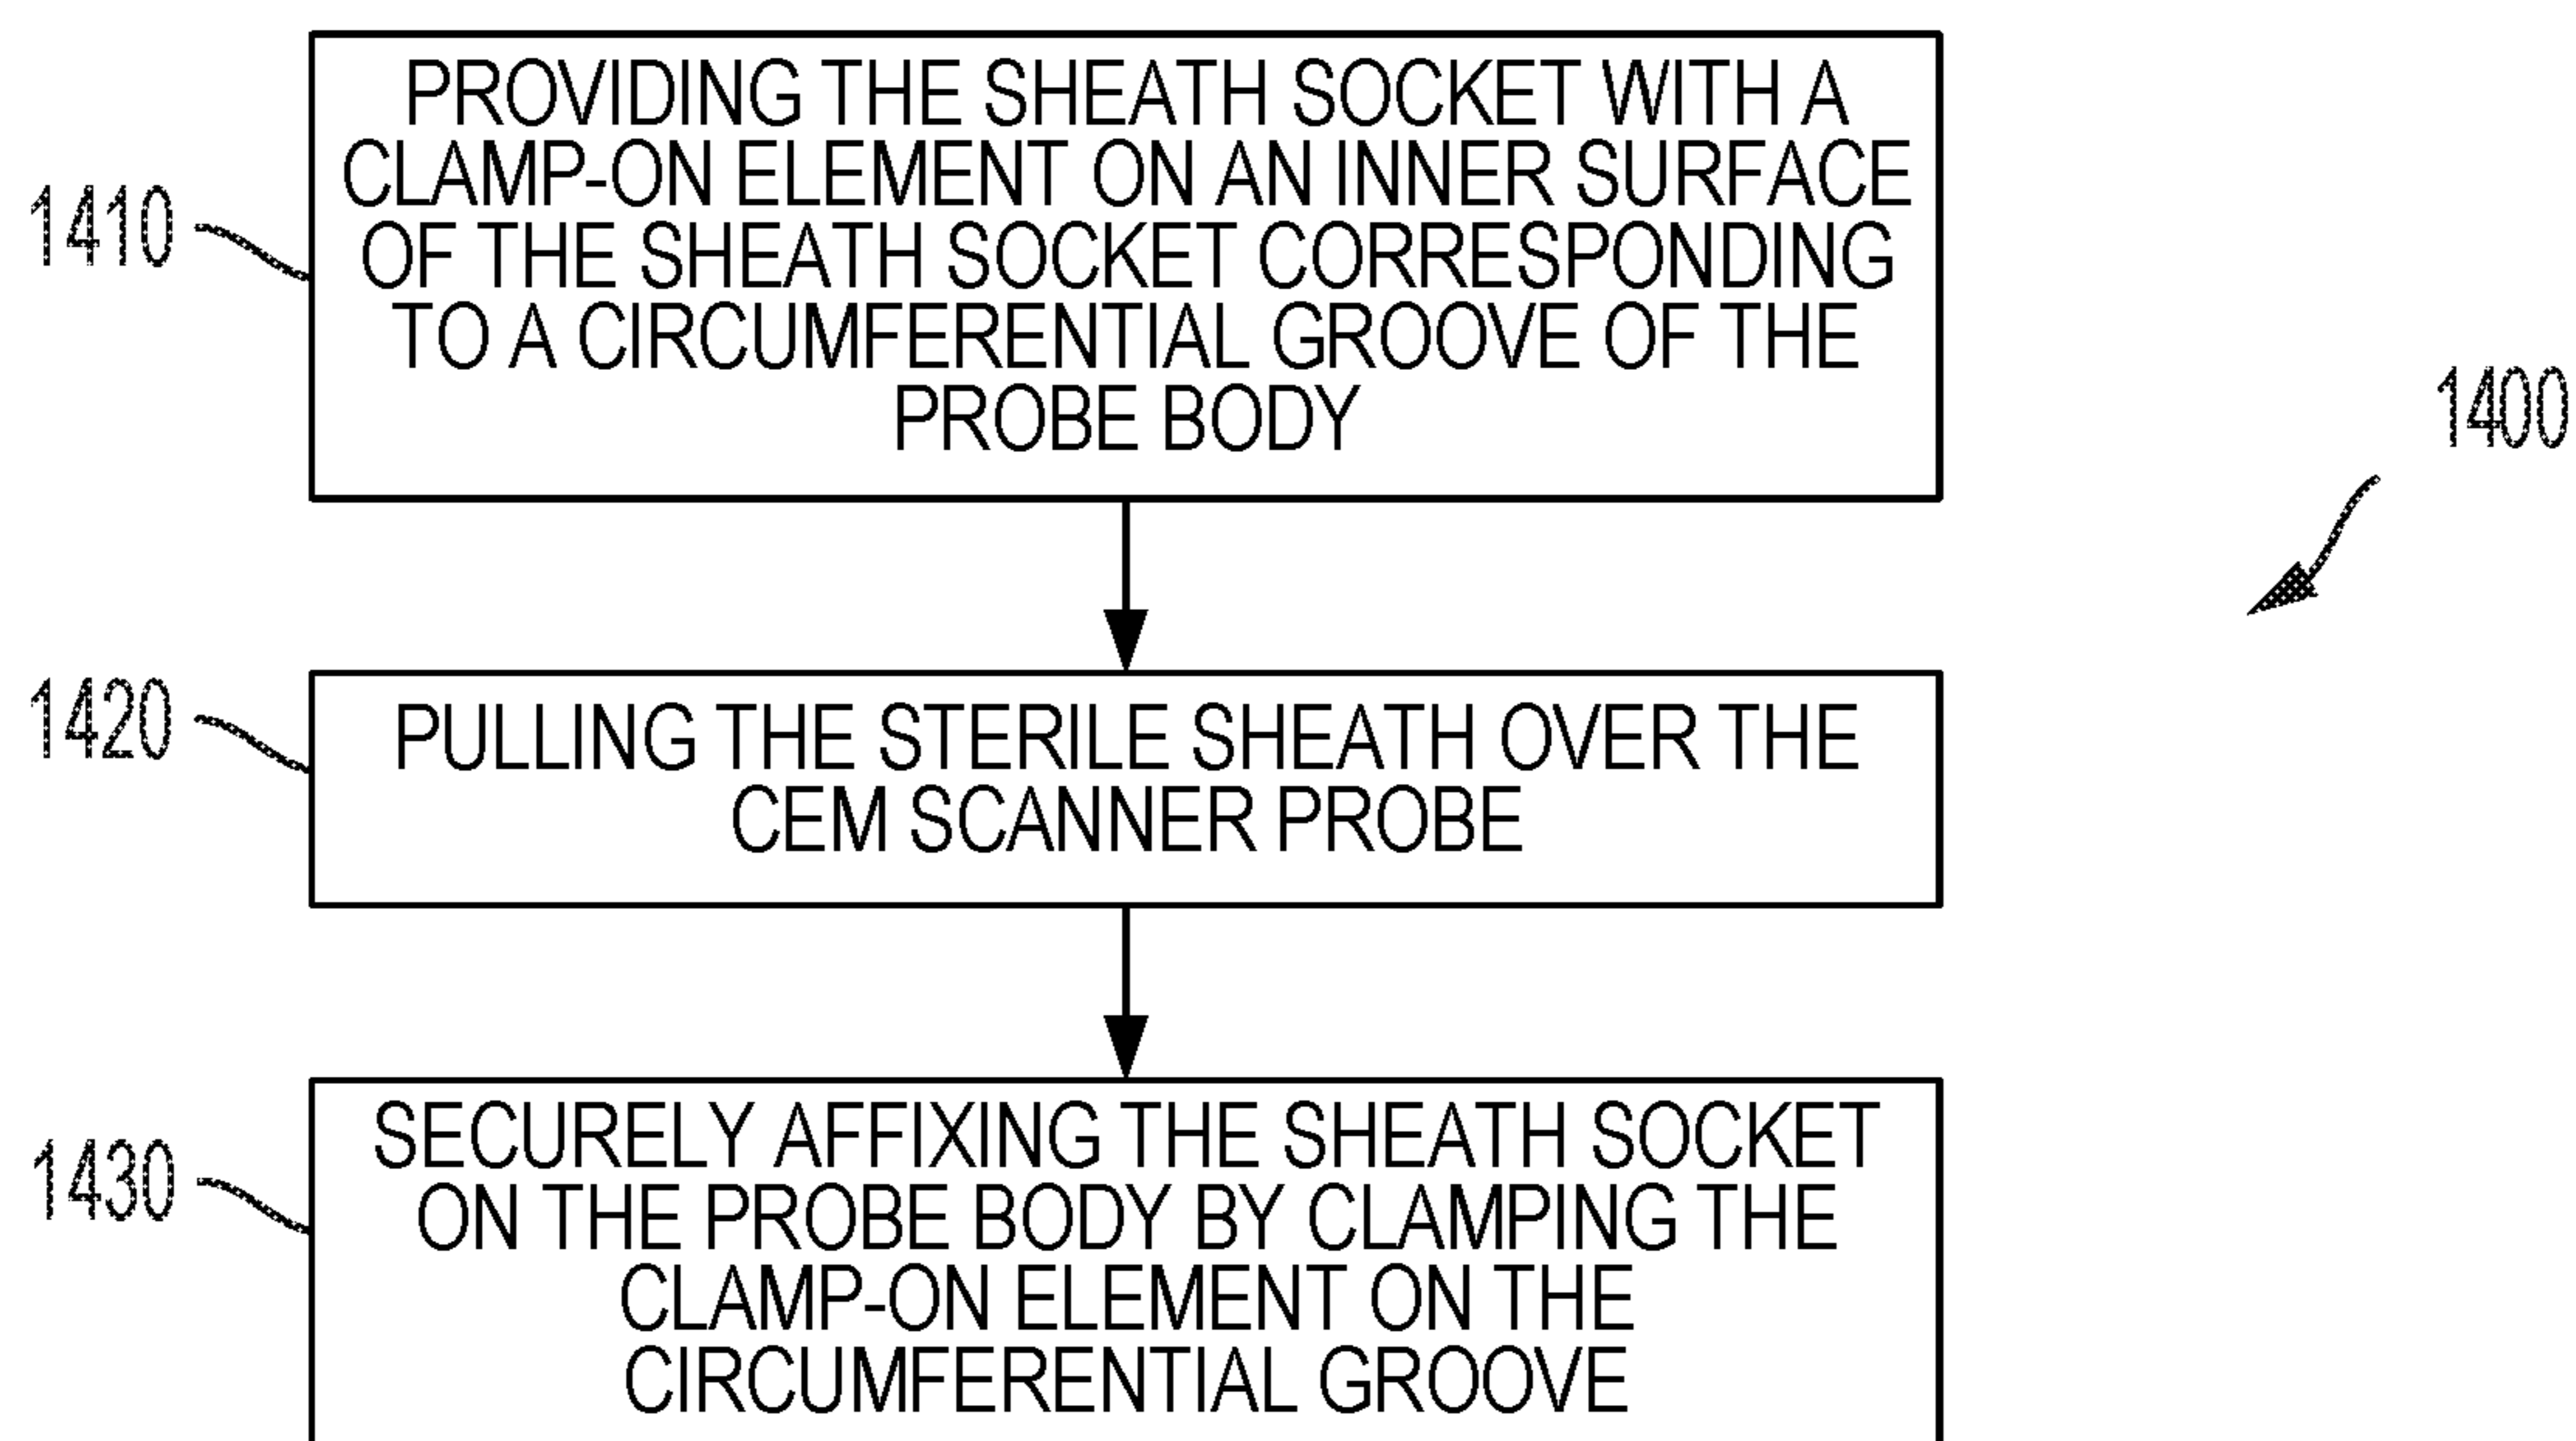 PROVIDING THE SHEATH SOCKET WITH A
CLAMP-ON ELEMENT ON AN INNER SURFACE
OF THE SHEATH SOCKET CORRESPONDING
TO A CIRCUMFERENTIAL GROOVE OF THE
PROBE BODY
1410
1400
PULLING THE STERILE SHEATH OVER THE
CEM SCANNER PROBE
1420
SECURELY AFFIXING THE SHEATH SOCKET
ON THE PROBE BODY BY CLAMPING THE
CLAMP-ON ELEMENT ON THE
CIRCUMFERENTIAL GROOVE
1430